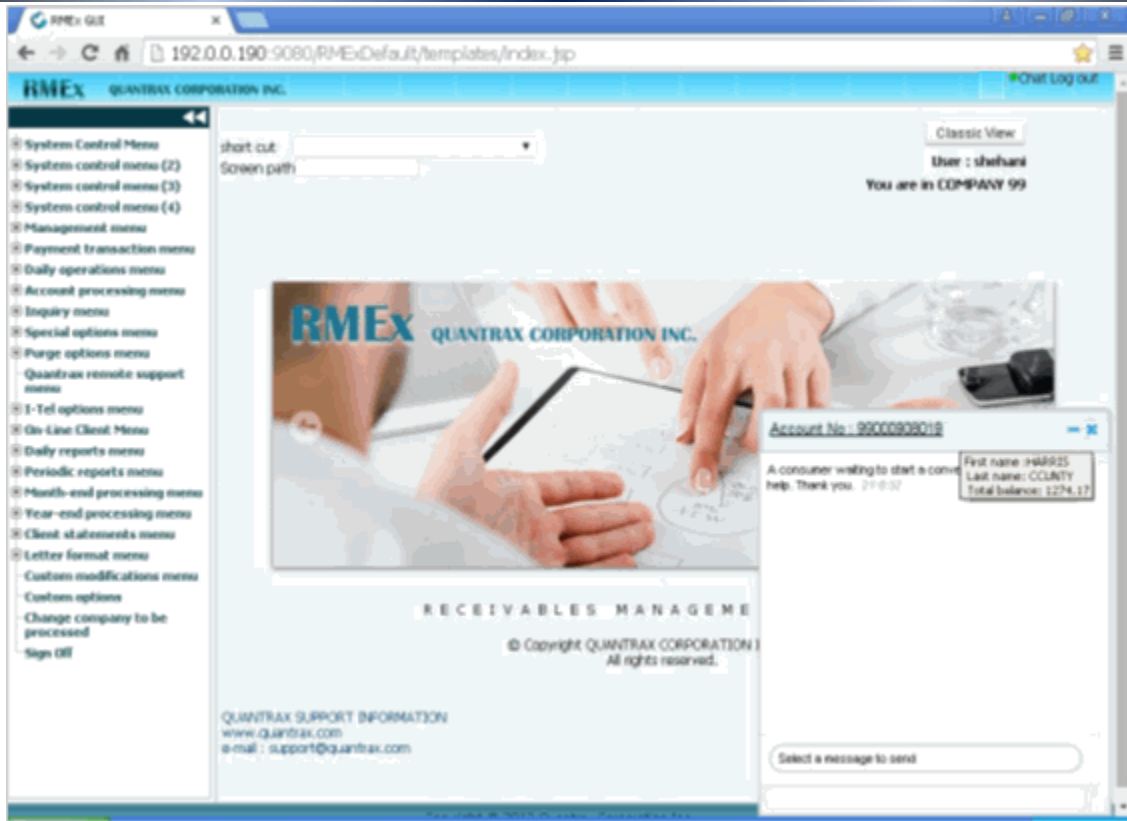 RMEx GUI
192.0.0.190:9080/RMExDefault/templates/index.jsp
RMEx QUANTRAX CORPORATION INC.
Chat Log out
System Control Menu
System control menu (2)
System control menu (3)
System control menu (4)
Management menu
Payment transaction menu
Daily operations menu
Account processing menu
Inquiry menu
Special options menu
Purge options menu
Quantrax remote support
menu
I-Tel options menu
On-Line Client Menu
Daily reports menu
Periodic reports menu
Month-end processing menu
Year-end processing menu
Client statements menu
Letter format menu
Custom modifications menu
Custom options
Change company to be
processed
Sign Off
short cut
Screen path
Classic View
User : shehani
You are in COMPANY 99
RMEx QUANTRAX CORPORATION INC.
RECEIVABLES MANAGEME
© Copyright QUANTRAX CORPORATION I
All rights reserved.
QUANTRAX SUPPORT INFORMATION
www.quantrax.com
e-mail : support@quantrax.com
Account No : 99000908019
A consumer waiting to start a conve
help. Thank you.
First name :HARRIS
Last name: COUNTY
Total balance: 1274.17
Select a message to send